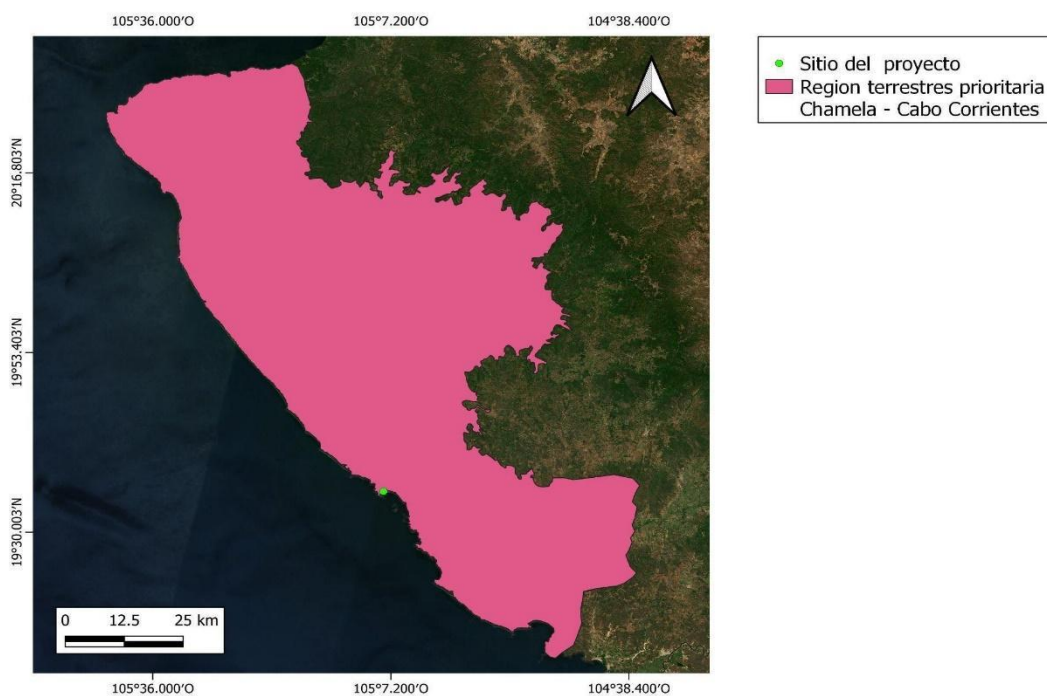 105°36.000′O 105°7.200′O 104°38.400′O
Sitio del proyecto
Region terrestres prioritaria
Chamela - Cabo Corrientes
20°16.803′N
19°53.403′N
19°30.003′N
0 12.5 25 km
105°36.000′O 105°7.200′O 104°38.400′O